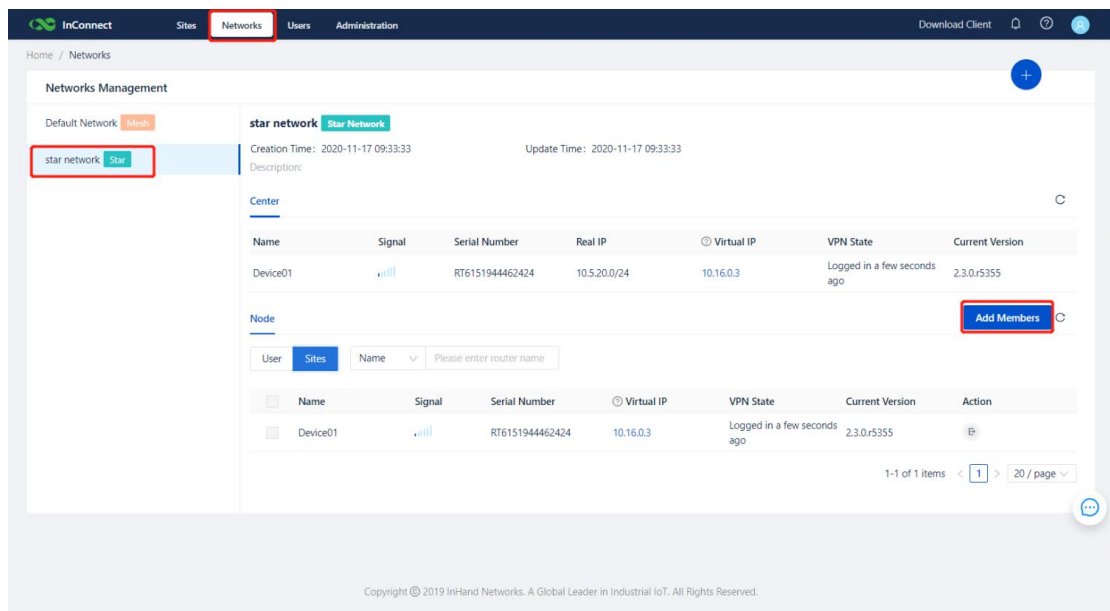 InConnect Sites Networks Users Administration Download Client
Home / Networks
Networks Management
Default Network Mesh
star network Star
star network Star Network
Creation Time: 2020-11-17 09:33:33 Update Time: 2020-11-17 09:33:33
Description:
Center
Name Signal Serial Number Real IP Virtual IP VPN State Current Version
Device01 RT6151944462424 10.5.20.0/24 10.16.0.3 Logged in a few seconds ago 2.3.0.r5355
Node Add Members
User Sites Name Please enter router name
Name Signal Serial Number Virtual IP VPN State Current Version Action
Device01 RT6151944462424 10.16.0.3 Logged in a few seconds ago 2.3.0.r5355
1-1 of 1 items < 1 > 20 / page
Copyright © 2019 InHand Networks. A Global Leader in Industrial IoT. All Rights Reserved.